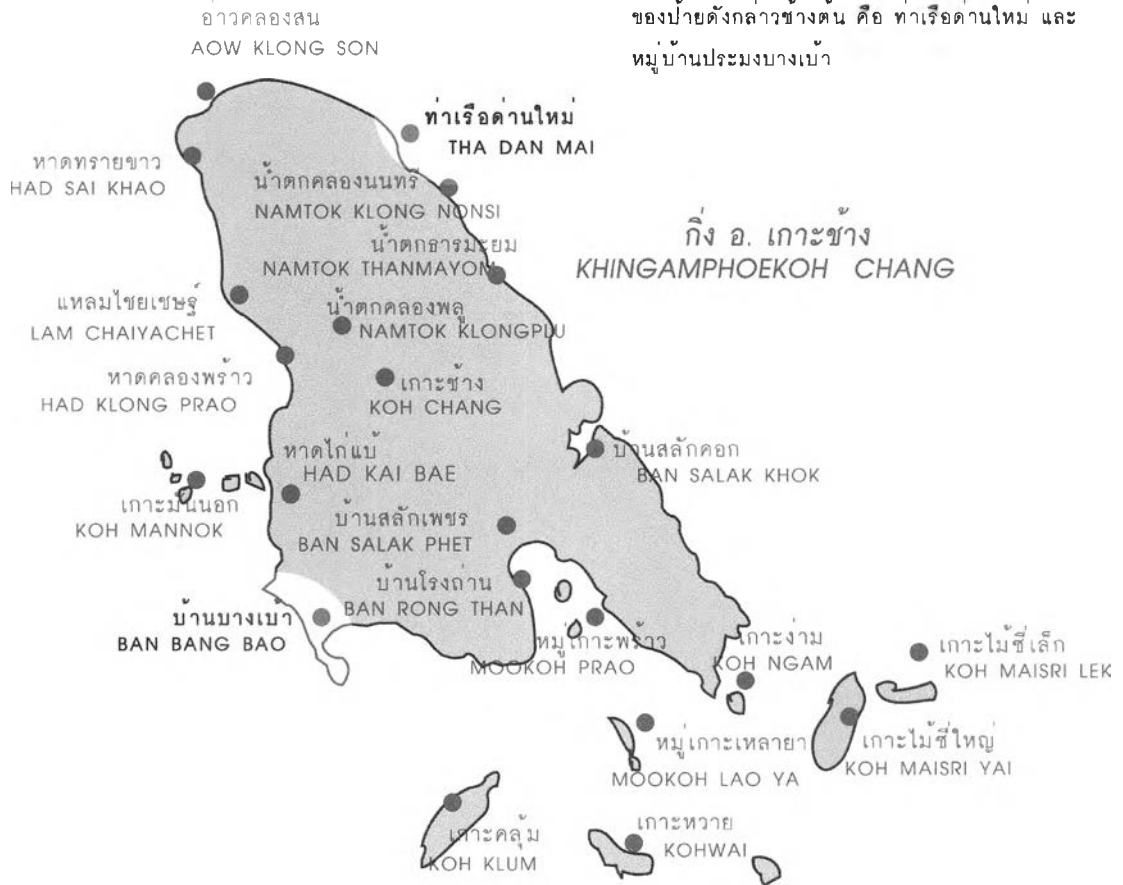 อ่าวคลองสน
AOW KLONG SON
ของป้ายดังกล่าวข้างต้น คือ ท่าเรือด่านใหม่ และ
หมู่บ้านประมงบางเบ้า
ท่าเรือด่านใหม่
THA DAN MAI
หาดทรายขาว
HAD SAI KHAO
น้ำตกคลองนนทรี
NAMTOK KLONG NONSI
กิ่ง อ. เกาะช้าง
KHINGAMPHOEKOH CHANG
น้ำตกธารมะยม
NAMTOK THANMAYOM
แหลมไชยเชษฐ์
LAM CHAIYACHET
น้ำตกคลองพลู
NAMTOK KLONGPLU
หาดคลองพร้าว
HAD KLONG PRAO
เกาะช้าง
KOH CHANG
หาดไก่แบ้
HAD KAI BAE
บ้านสลักคอก
BAN SALAK KHOK
เกาะมันนอก
KOH MANNOK
บ้านสลักเพชร
BAN SALAK PHET
บ้านโรงถ่าน
BAN RONG THAN
บ้านบางเบ้า
BAN BANG BAO
หมู่เกาะพร้าว
MOOKOH PRAO
เกาะง่าม
KOH NGAM
เกาะไม้ซี่เล็ก
KOH MAISRI LEK
หมู่เกาะเหลายา
MOOKOH LAO YA
เกาะไม้ซี่ใหญ่
KOH MAISRI YAI
เกาะคลุ้ม
KOH KLUM
เกาะหวาย
KOHWAI